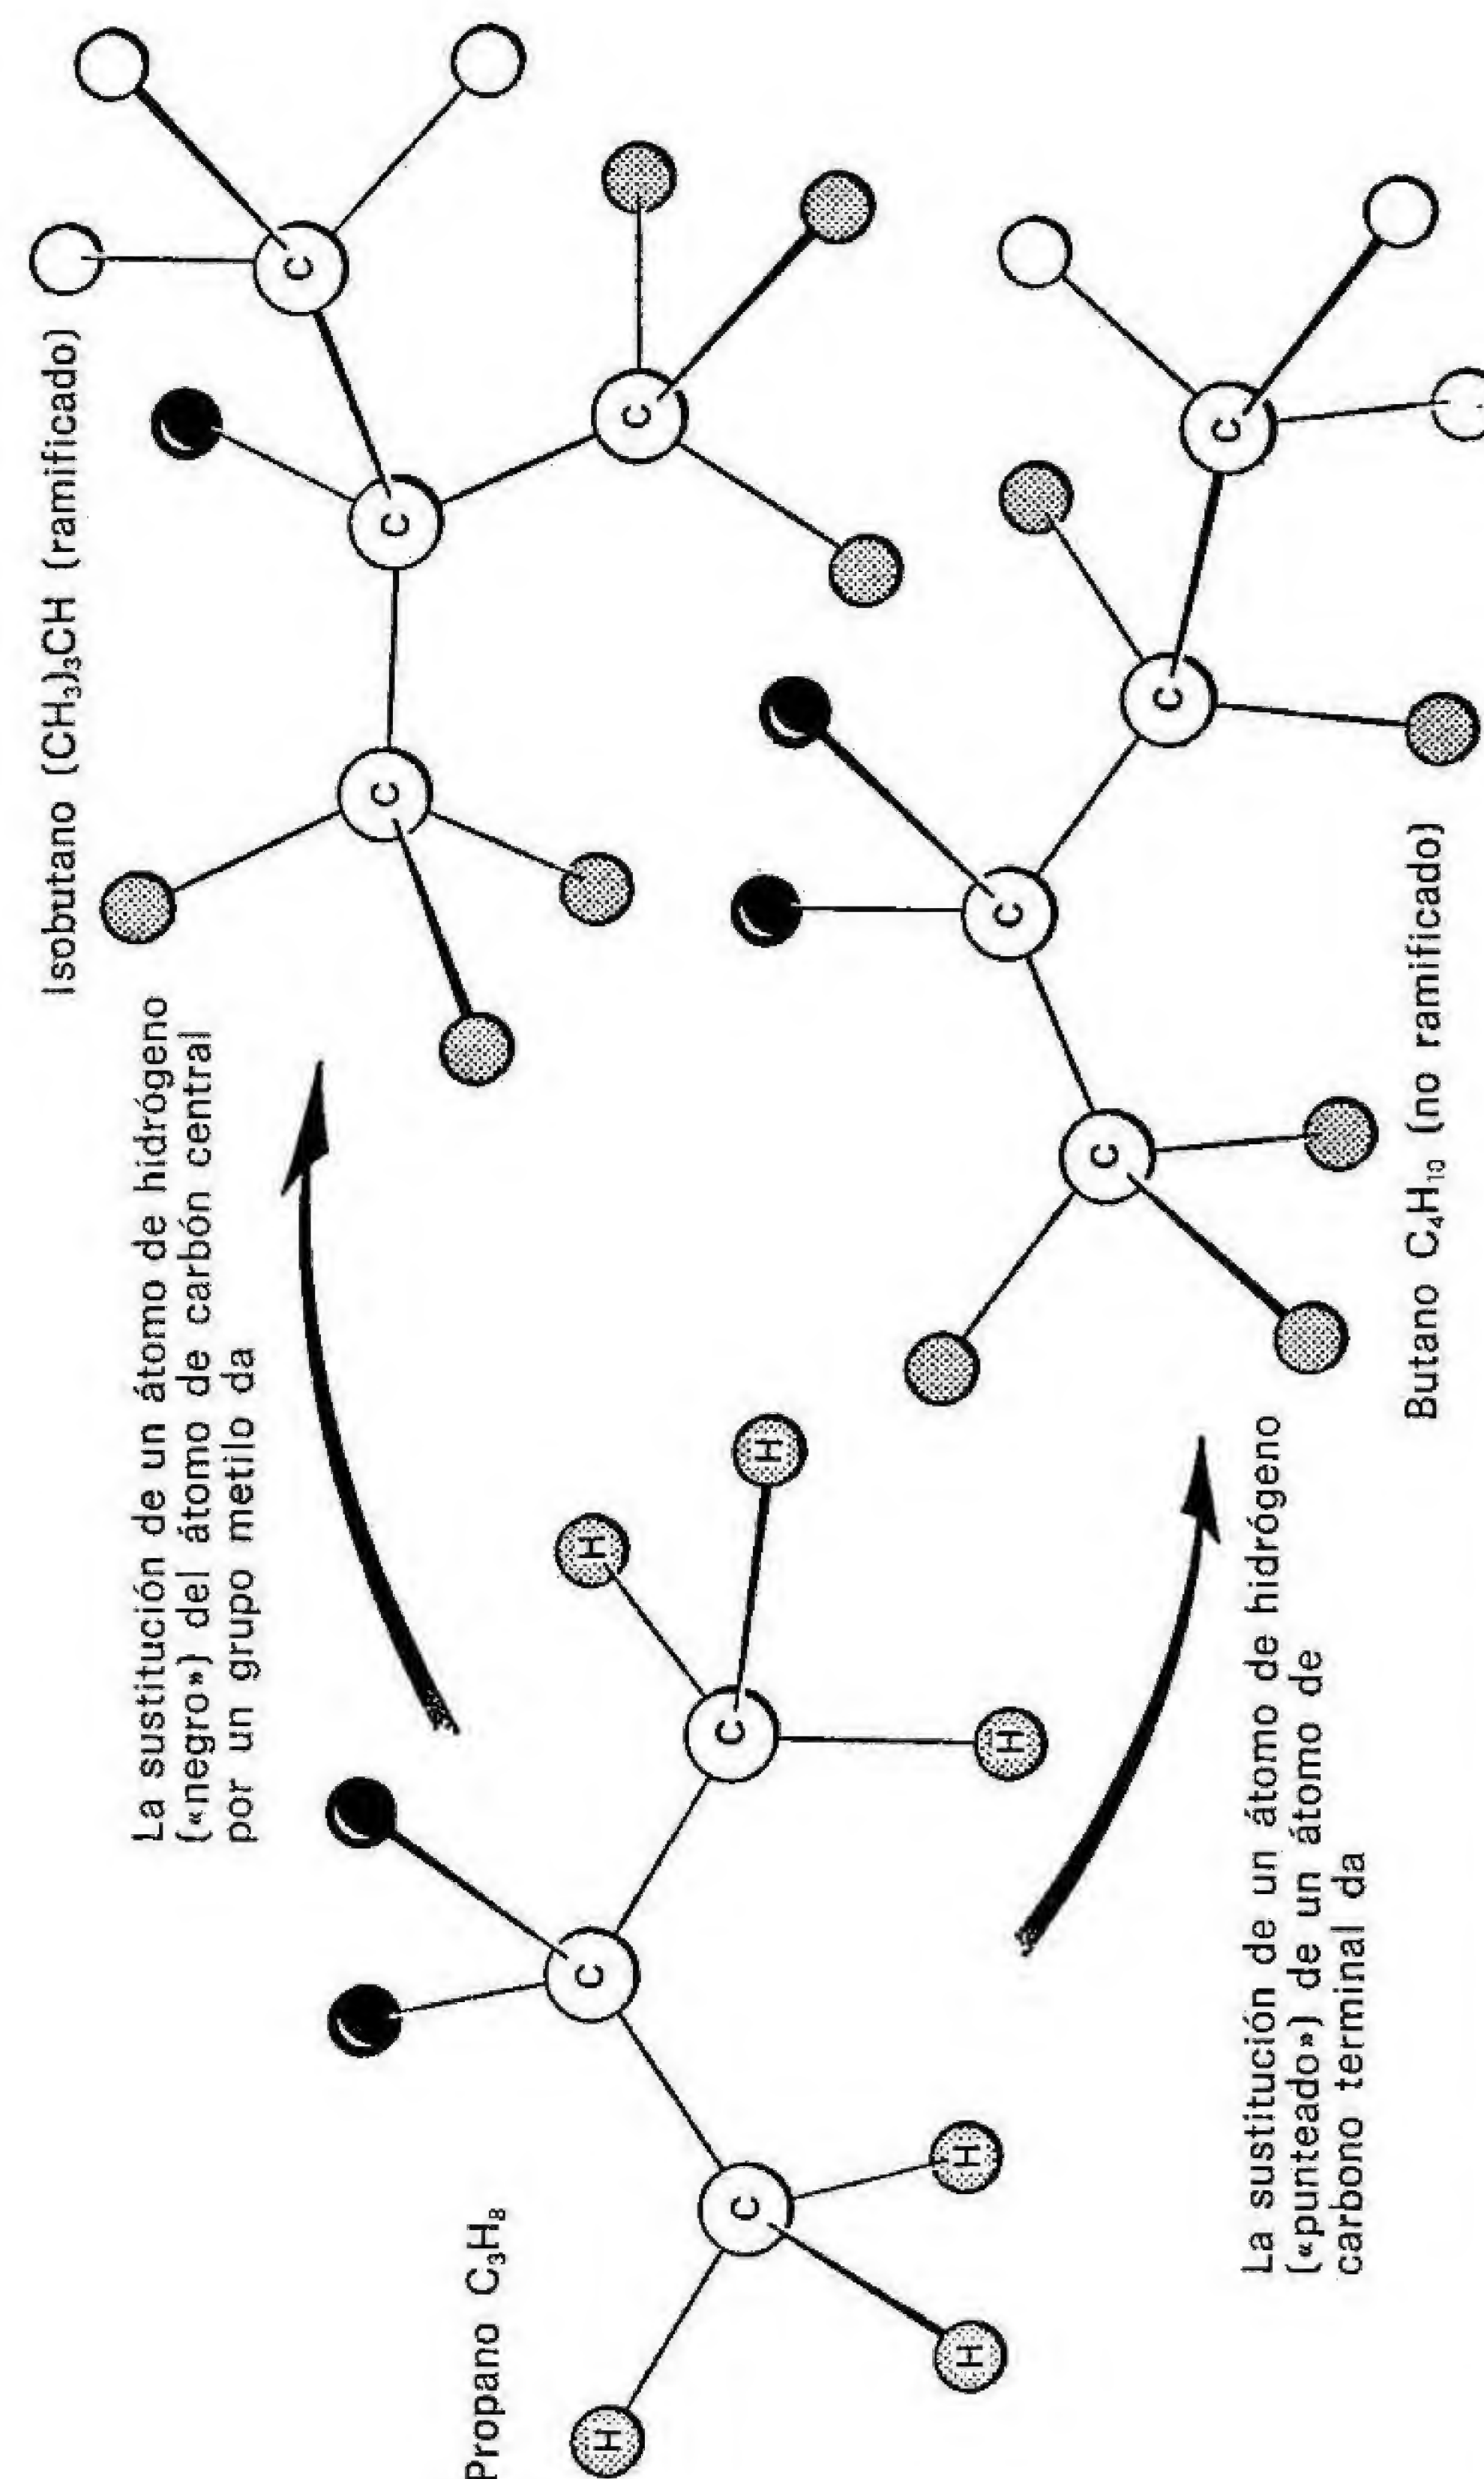 Propano C₃H₈
La sustitución de un átomo de hidrógeno
(«negro») del átomo de carbón central
por un grupo metilo da
Isobutano (CH₃)₃CH (ramificado)
La sustitución de un átomo de hidrógeno
(«punteado») de un átomo de
carbono terminal da
Butano C₄H₁₀ (no ramificado)
H
H
H
H
H
H
C
C
C
C
C
C
C
C
C
C
C